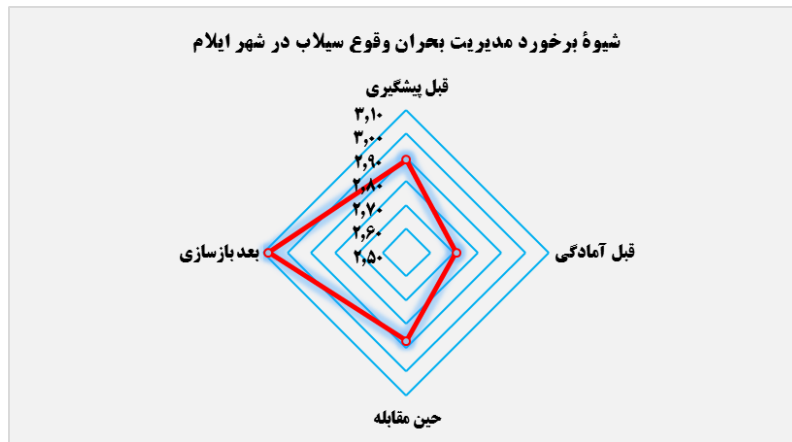 شیوهٔ برخورد مدیریت بحران وقوع سیلاب در شهر ایلام
قبل پیشگیری
۳٫۱۰
۳٫۰۰
۲٫۹۰
۲٫۸۰
۲٫۷۰
۲٫۶۰
۲٫۵۰
قبل آمادگی
بعد بازسازی
حین مقابله